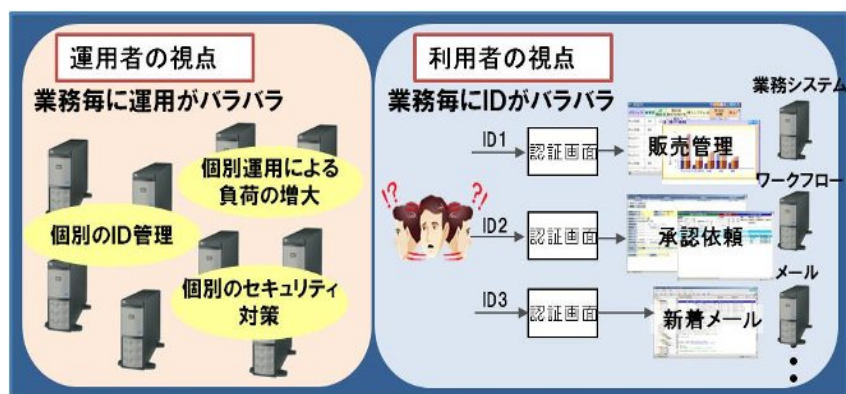 運用者の視点
業務毎に運用がバラバラ
個別運用による
負荷の増大
個別のID管理
個別のセキュリティ
対策
利用者の視点
業務毎にIDがバラバラ
業務システム
ID1
認証画面
販売管理
ワークフロー
!?
?!
ID2
認証画面
承認依頼
メール
ID3
認証画面
新着メール